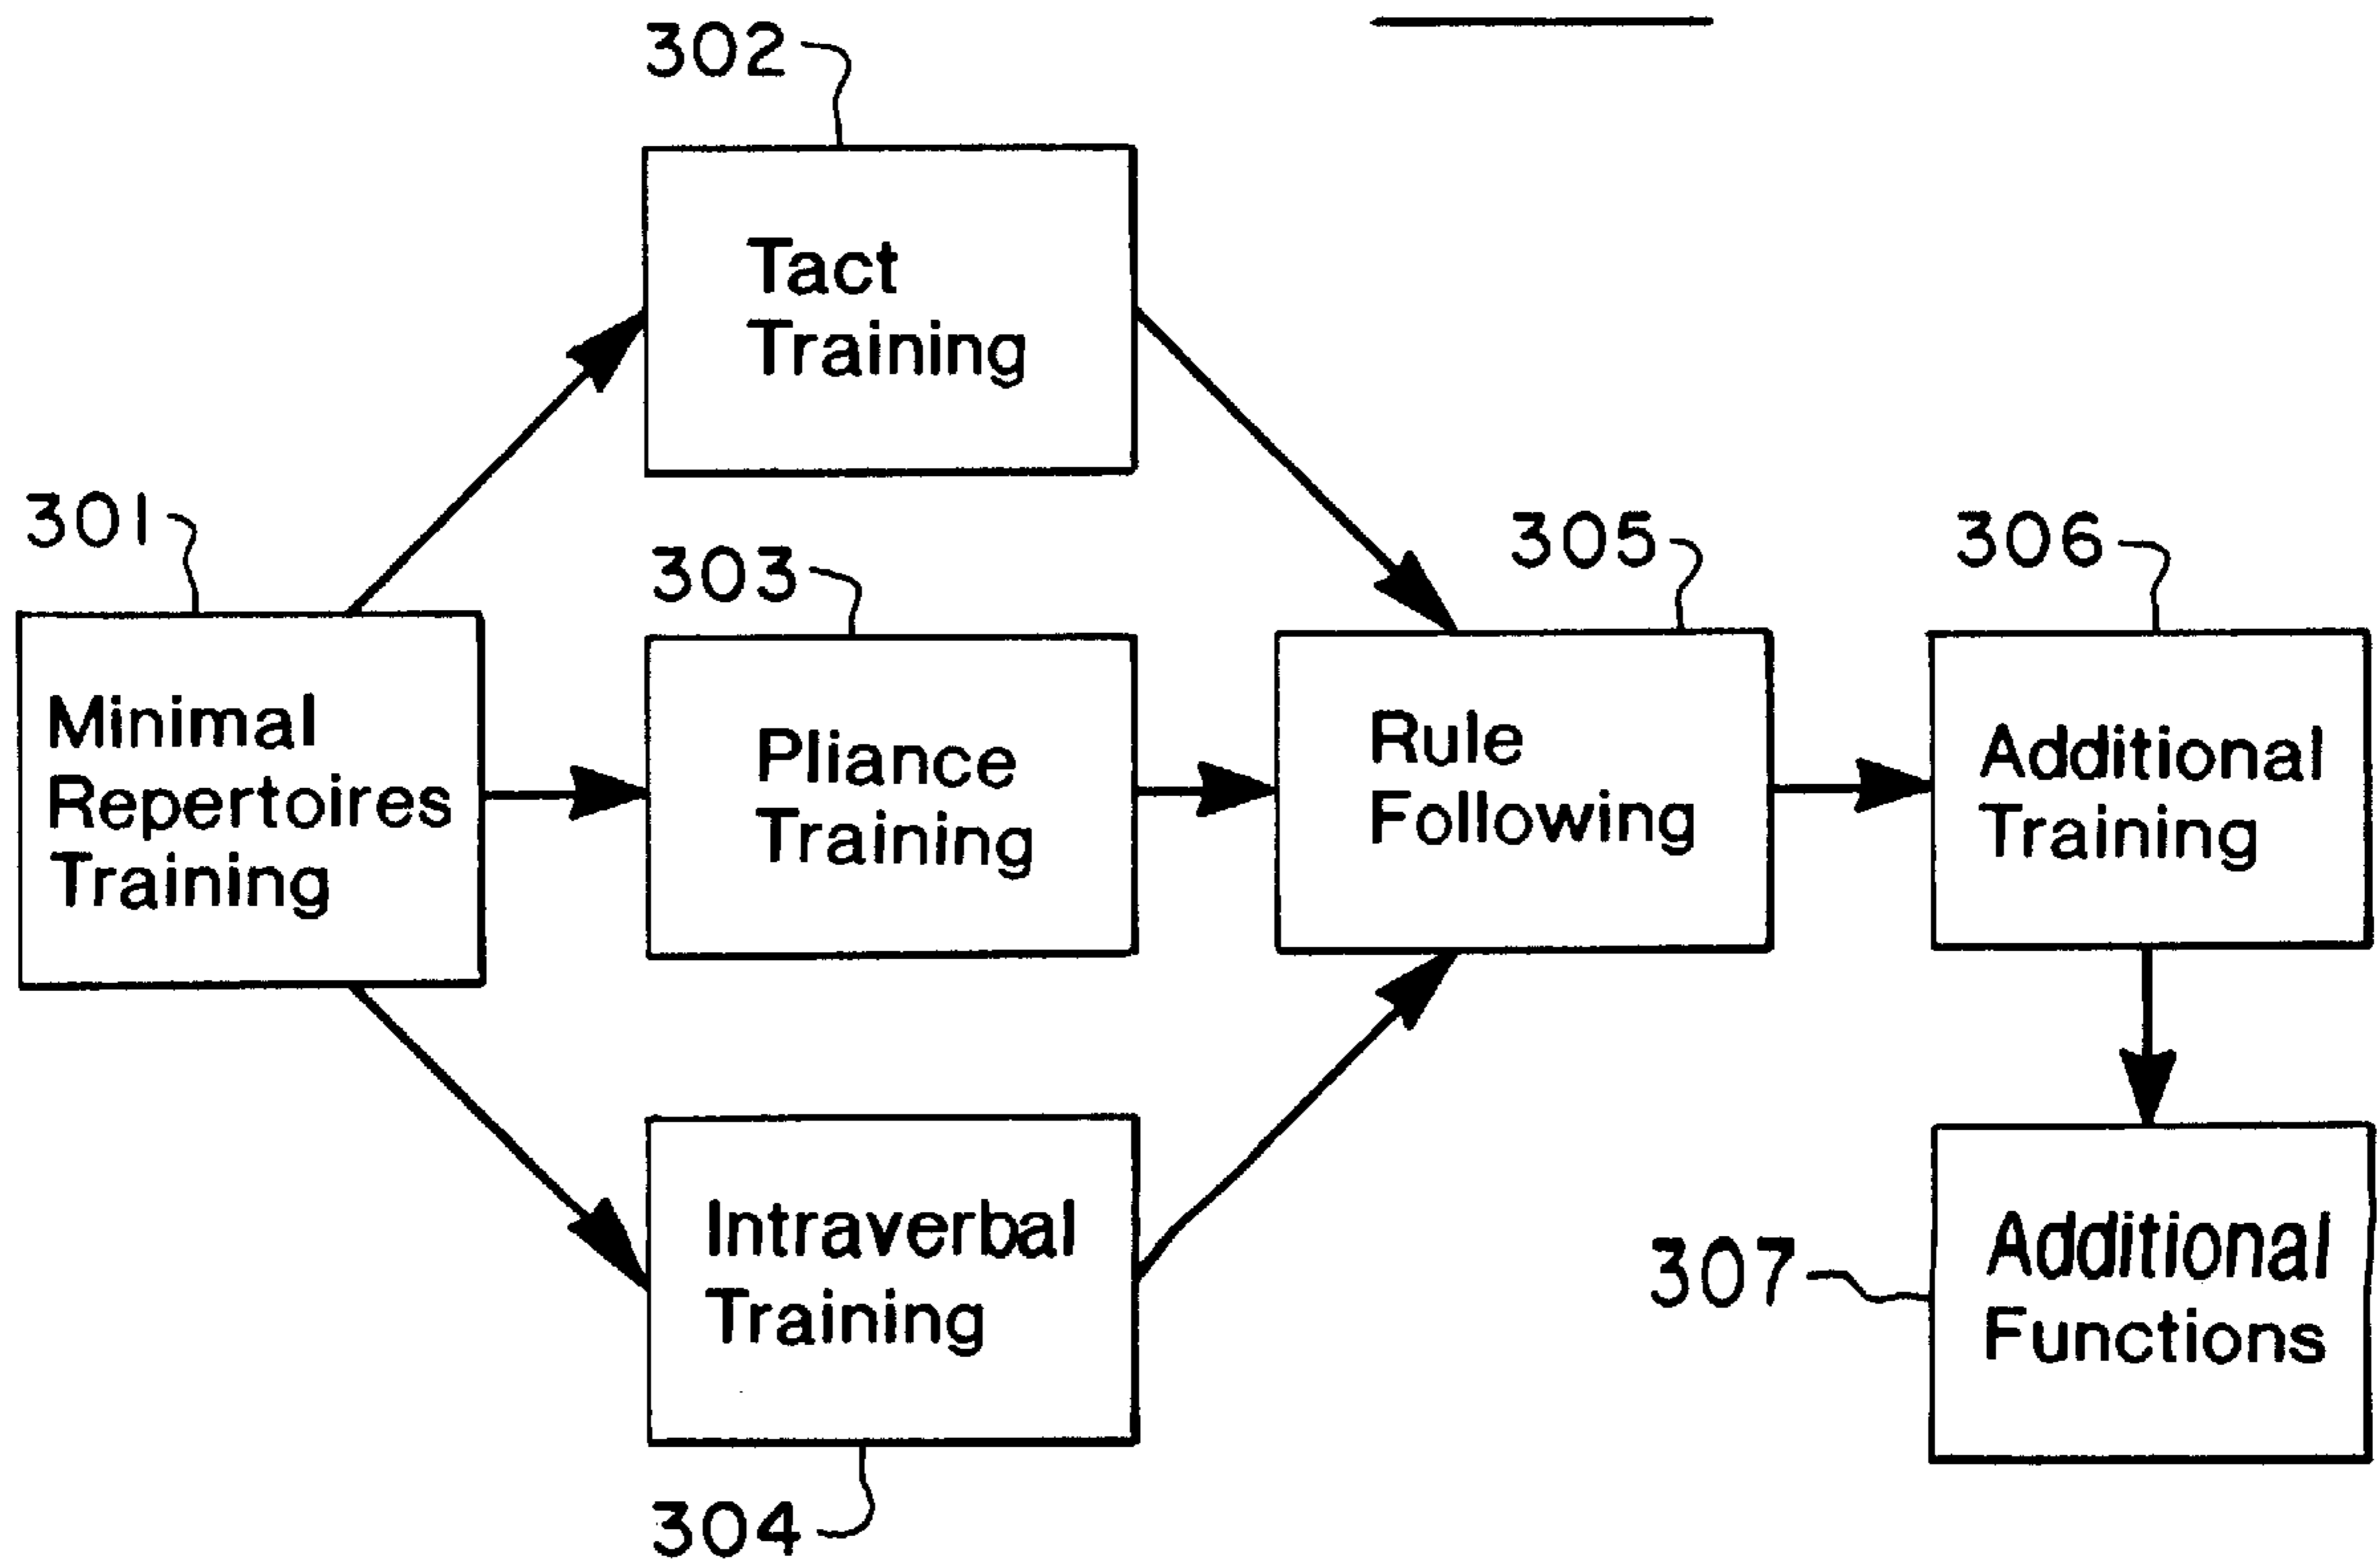 302
Tact
Training
301
Minimal
Repertoires
Training
303
Pliance
Training
305
Rule
Following
306
Additional
Training
Intraverbal
Training
304
307
Additional
Functions